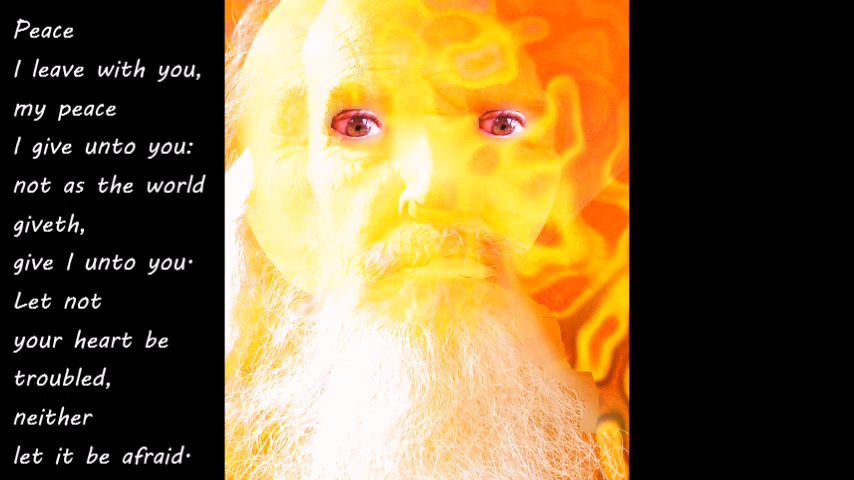 Peace
I leave with you,
my peace
I give unto you:
not as the world
giveth,
give I unto you·
Let not
your heart be
troubled,
neither
let it be afraid·